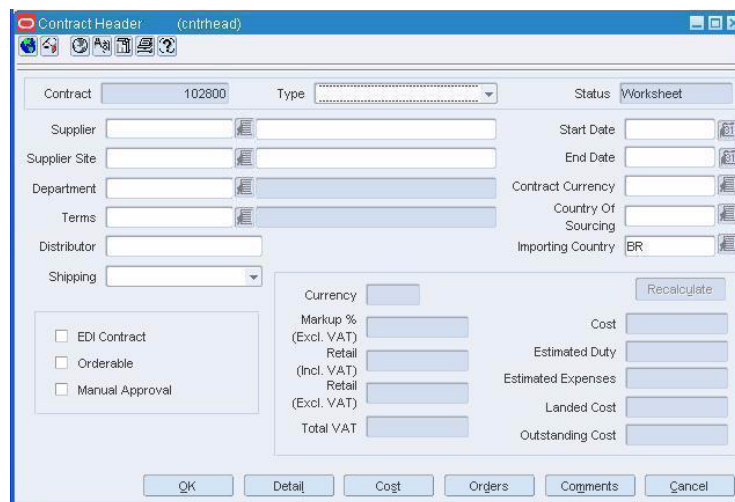 Contract Header (cntrhead)
Contract 102800 Type Status Worksheet
Supplier Start Date
Supplier Site End Date
Department Contract Currency
Terms Country Of Sourcing
Distributor Importing Country BR
Shipping
Currency Recalculate
EDI Contract
Orderable
Manual Approval
Markup % (Excl. VAT)
Retail (Incl. VAT)
Retail (Excl. VAT)
Total VAT
Cost
Estimated Duty
Estimated Expenses
Landed Cost
Outstanding Cost
OK Detail Cost Orders Comments Cancel